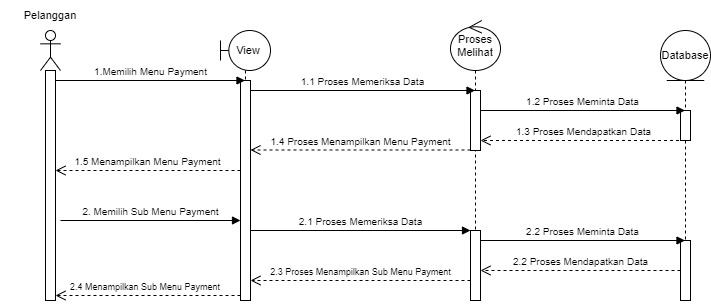 Pelanggan
View
Proses
Melihat
Database
1.Memilih Menu Payment
1.1 Proses Memeriksa Data
1.2 Proses Meminta Data
1.3 Proses Mendapatkan Data
1.4 Proses Menampilkan Menu Payment
1.5 Menampilkan Menu Payment
2. Memilih Sub Menu Payment
2.1 Proses Memeriksa Data
2.2 Proses Meminta Data
2.2 Proses Mendapatkan Data
2.3 Proses Menampilkan Sub Menu Payment
2.4 Menampilkan Sub Menu Payment